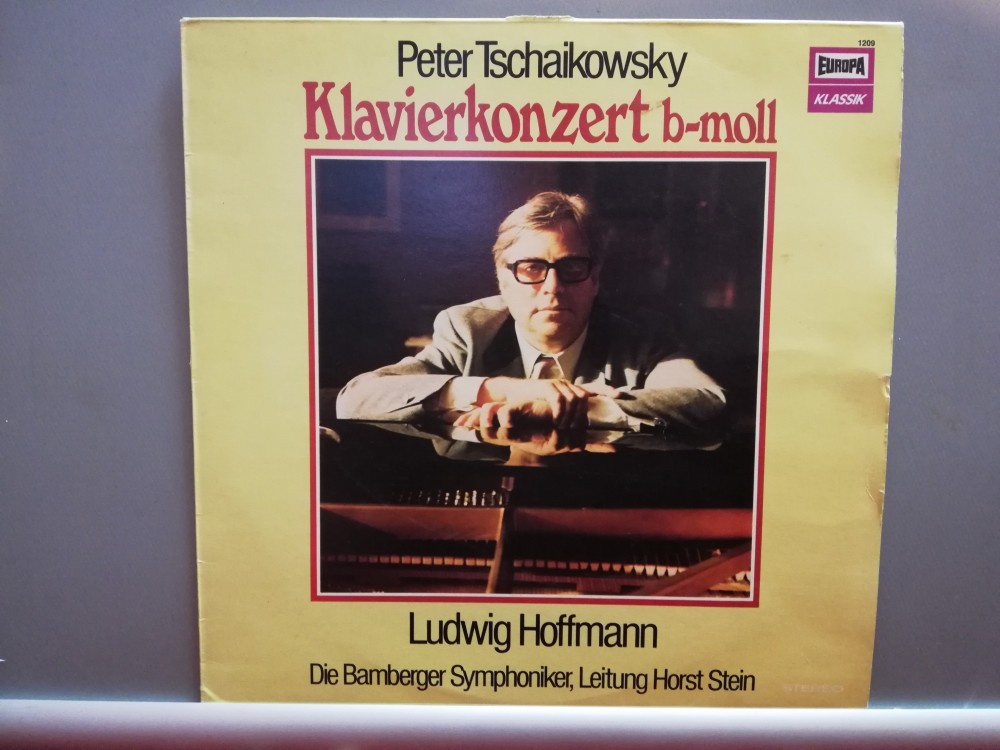 1209
Peter Tschaikowsky
EUROPA
KLASSIK
Klavierkonzert b-moll
Ludwig Hoffmann
Die Bamberger Symphoniker, Leitung Horst Stein
STEREO